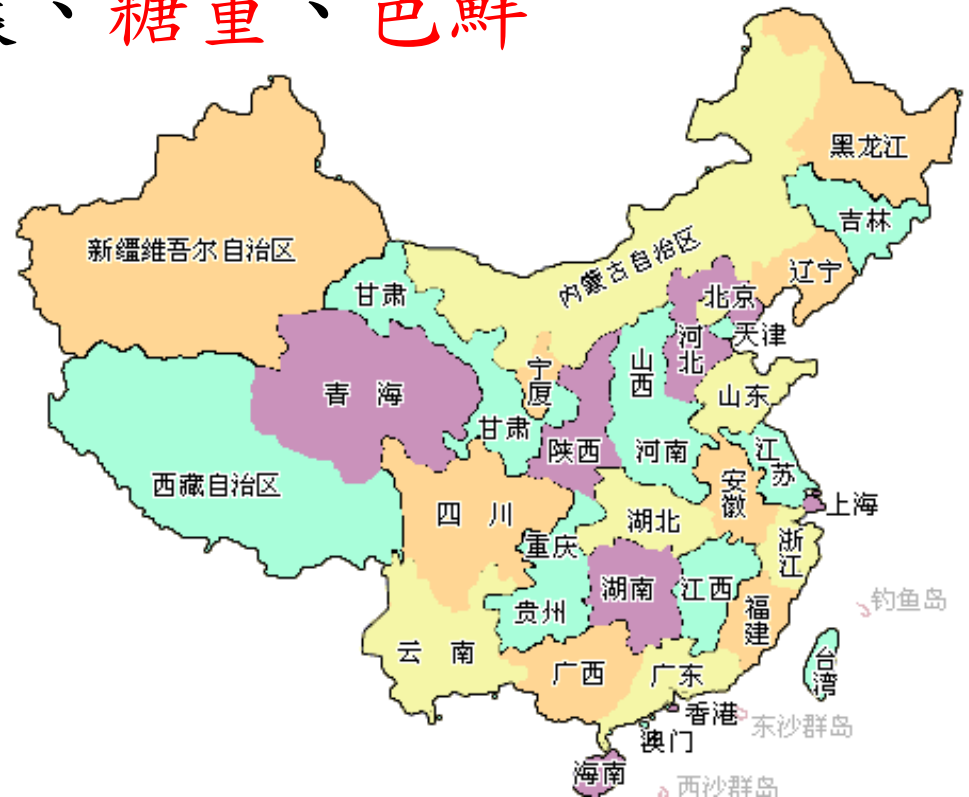 、糖重、色鮮
黑龙江
吉林
新疆維吾尔自治区
内蒙古自治区
辽宁
甘肃
北京
天津
河北
山西
宁厦
青海
山东
甘肃
陕西
河南
江苏
西藏自治区
安徽
上海
四川
湖北
浙江
重庆
湖南
江西
贵州
钓鱼岛
福建
云南
台湾
广西
广东
香港
东沙群岛
澳门
海南
西沙群岛